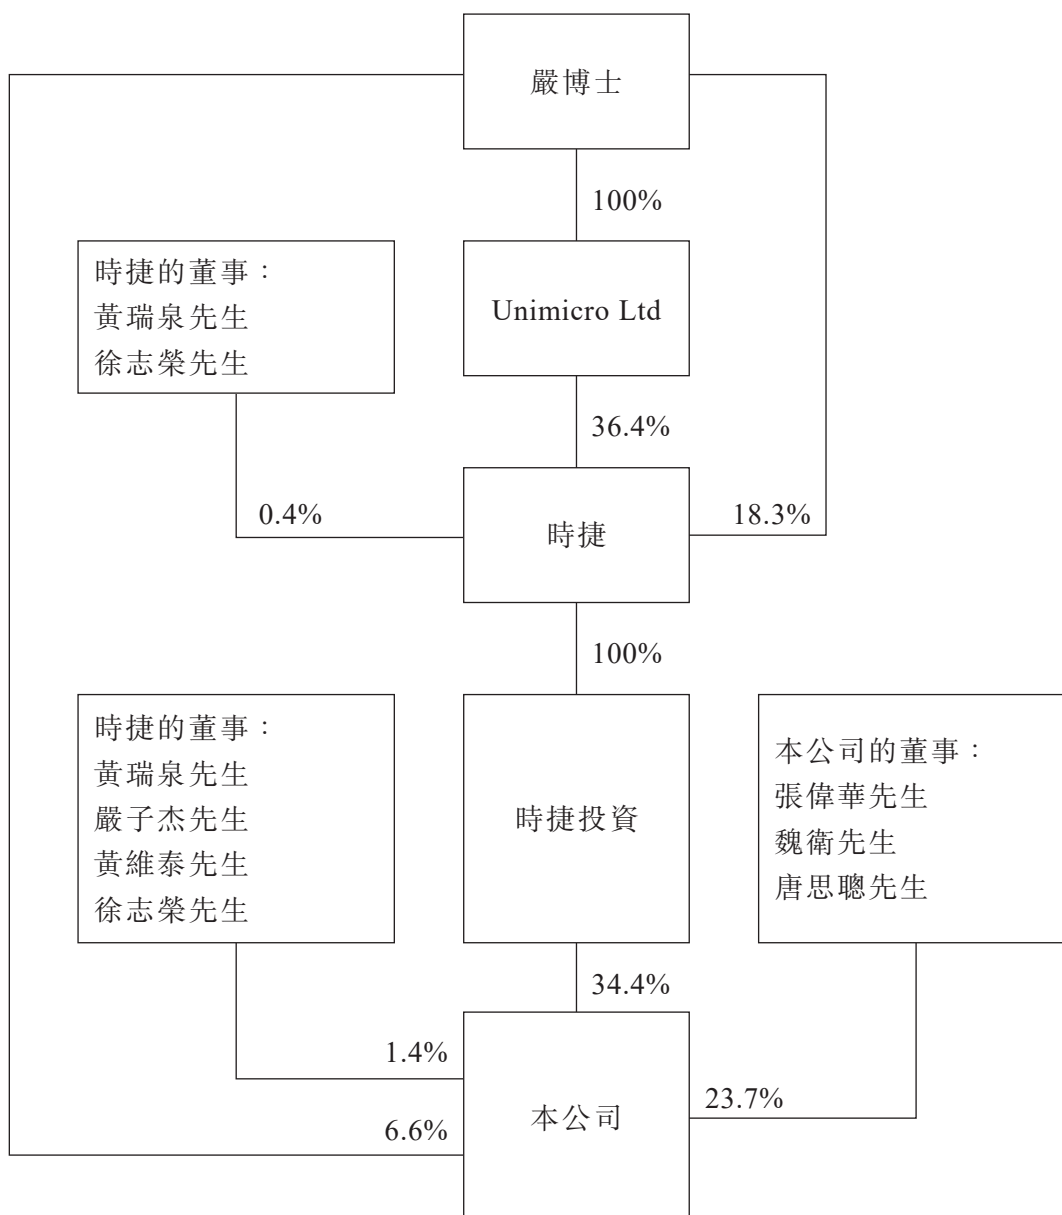 嚴博士
100%
時捷的董事：
黃瑞泉先生
徐志榮先生
Unimicro Ltd
36.4%
0.4%
時捷
18.3%
100%
時捷的董事：
黃瑞泉先生
嚴子杰先生
黃維泰先生
徐志榮先生
時捷投資
本公司的董事：
張偉華先生
魏衛先生
唐思聰先生
34.4%
1.4%
6.6%
本公司
23.7%